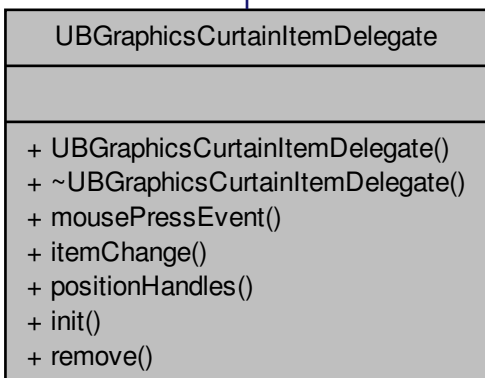 UBGraphicsCurtainItemDelegate
+ UBGraphicsCurtainItemDelegate()
+ ~UBGraphicsCurtainItemDelegate()
+ mousePressEvent()
+ itemChange()
+ positionHandles()
+ init()
+ remove()